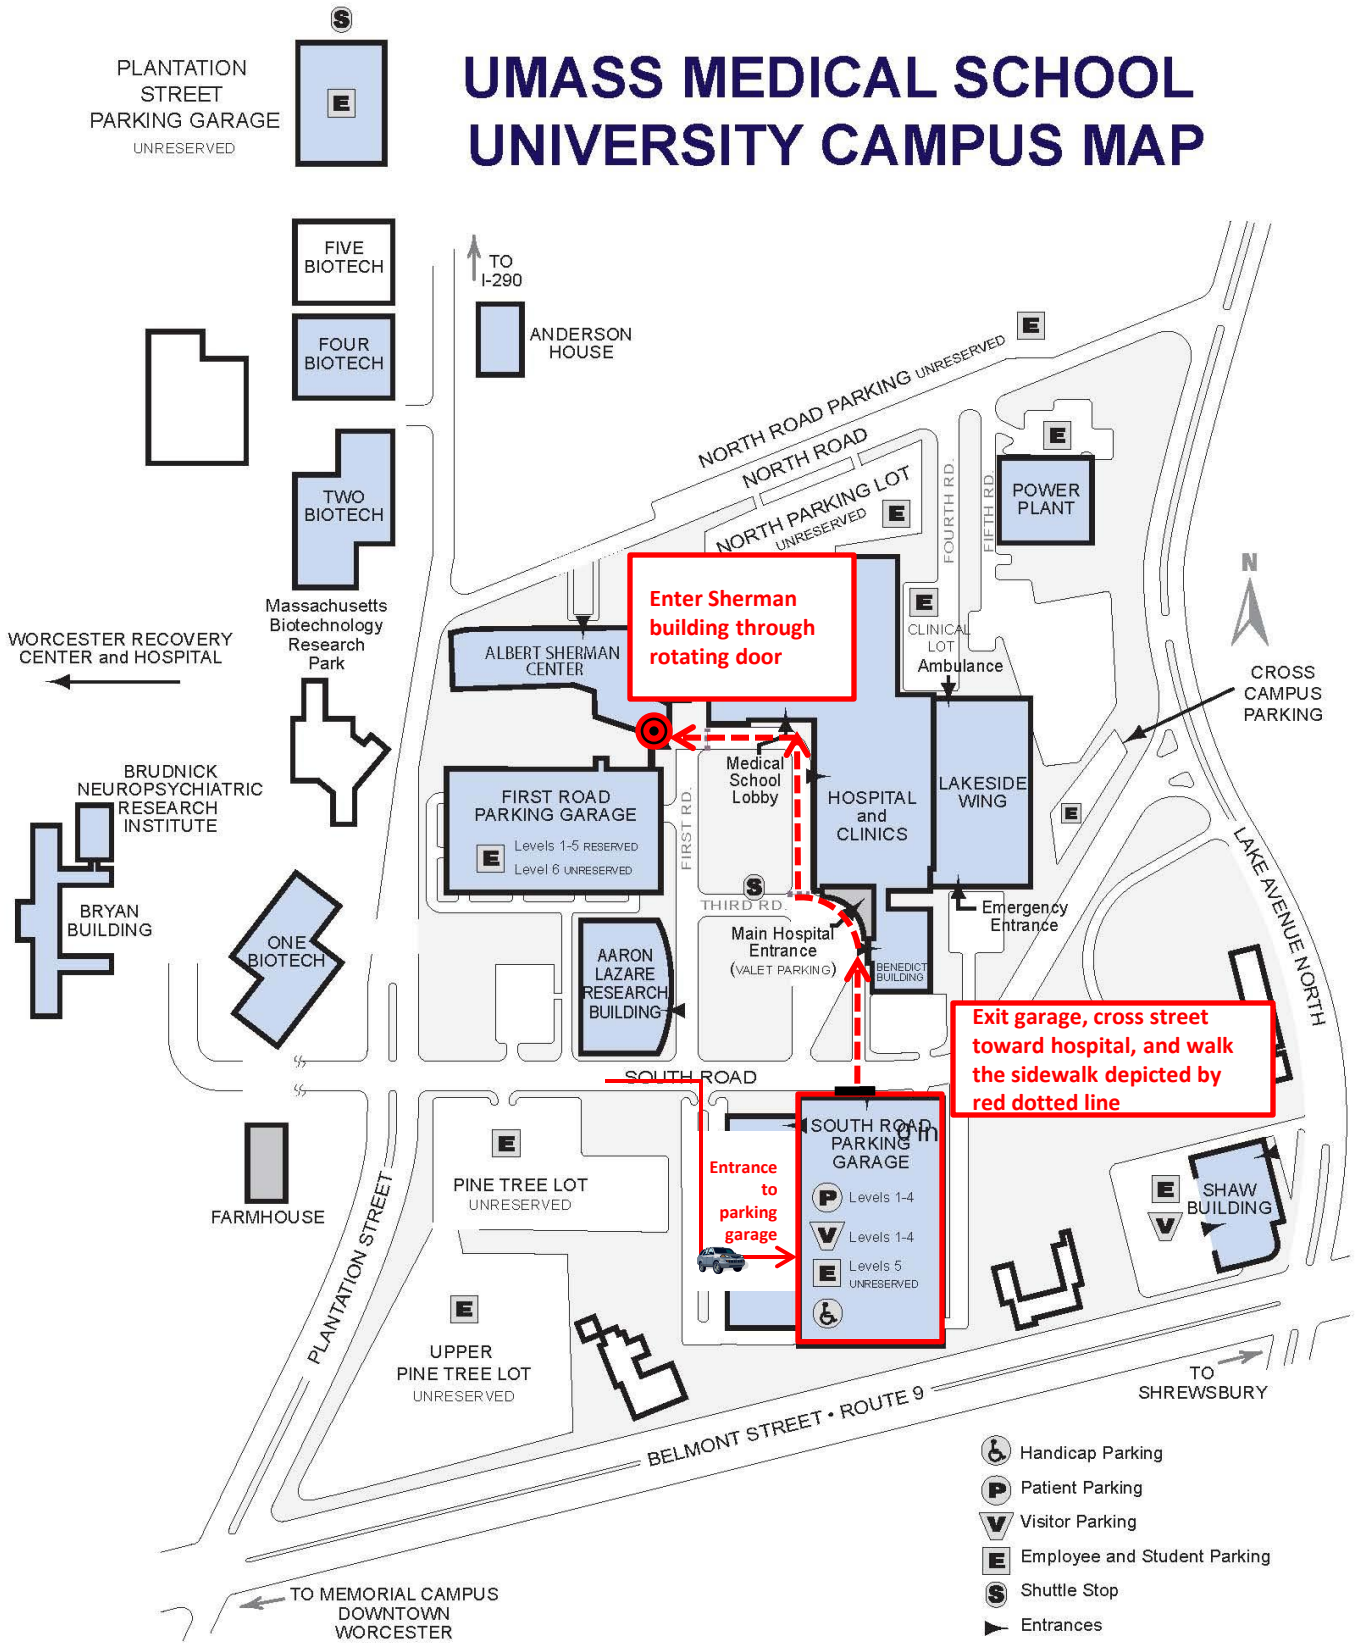 S
PLANTATION
STREET
PARKING GARAGE
UNRESERVED
E
UMASS MEDICAL SCHOOL
UNIVERSITY CAMPUS MAP
FIVE
BIOTECH
TO
I-290
FOUR
BIOTECH
ANDERSON
HOUSE
E
NORTH ROAD PARKING UNRESERVED
NORTH ROAD
NORTH PARKING LOT
UNRESERVED
E
FOURTH RD.
FIFTH RD.
E
POWER
PLANT
TWO
BIOTECH
N
Massachusetts
Biotechnology
Research
Park
WORCESTER RECOVERY
CENTER and HOSPITAL
ALBERT SHERMAN
CENTER
Enter Sherman
building through
rotating door
E
CLINICAL
LOT
Ambulance
CROSS
CAMPUS
PARKING
BRUDNICK
NEUROPSYCHIATRIC
RESEARCH
INSTITUTE
FIRST ROAD
PARKING GARAGE
E
Levels 1-5 RESERVED
Level 6 UNRESERVED
FIRST RD.
Medical
School
Lobby
HOSPITAL
and
CLINICS
LAKESIDE
WING
E
LAKE AVENUE NORTH
S
THIRD RD.
BRYAN
BUILDING
ONE
BIOTECH
AARON
LAZARE
RESEARCH
BUILDING
Main Hospital
Entrance
(VALET PARKING)
BENEDICT
BUILDING
Emergency
Entrance
Exit garage, cross street
toward hospital, and walk
the sidewalk depicted by
red dotted line
SOUTH ROAD
FARMHOUSE
PLANTATION STREET
E
PINE TREE LOT
UNRESERVED
E
UPPER
PINE TREE LOT
UNRESERVED
Entrance
to
parking
garage
SOUTH ROAD
PARKING
GARAGE
0 in
P Levels 1-4
V Levels 1-4
E Levels 5
UNRESERVED
E
V
SHAW
BUILDING
BELMONT STREET • ROUTE 9
TO
SHREWSBURY
TO MEMORIAL CAMPUS
DOWNTOWN
WORCESTER
Handicap Parking
P Patient Parking
V Visitor Parking
E Employee and Student Parking
S Shuttle Stop
Entrances